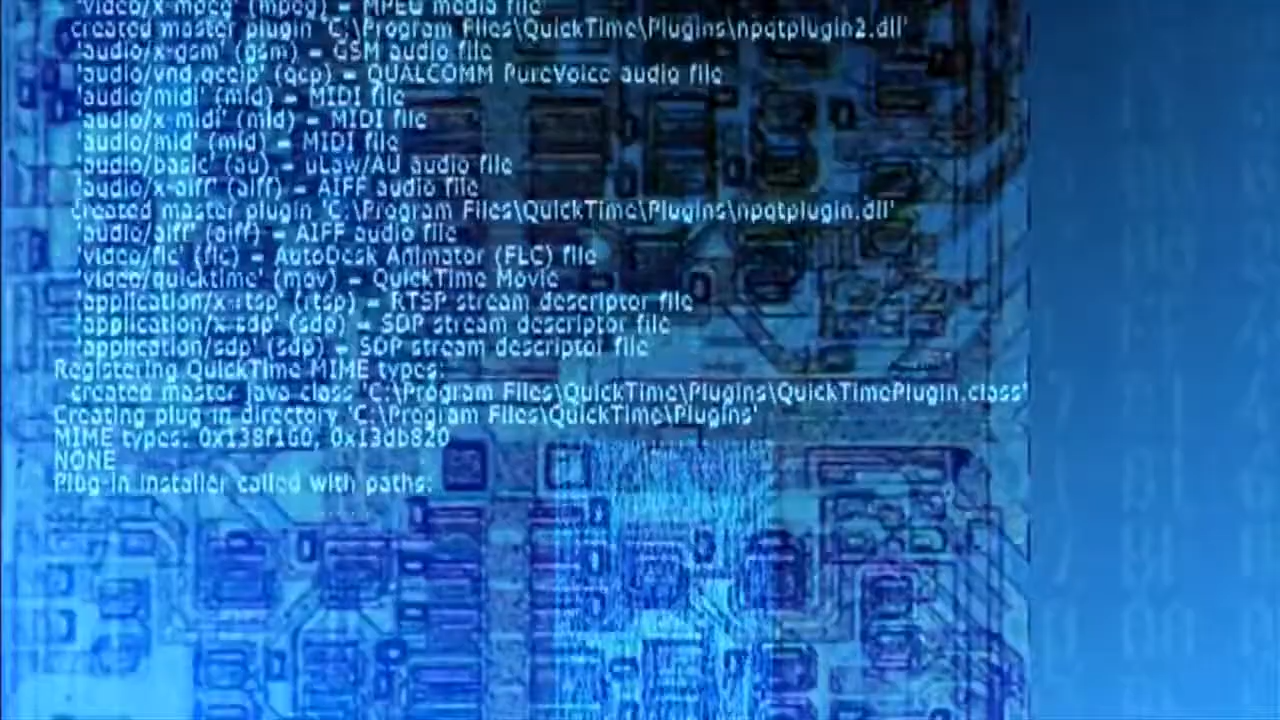 'video/x-mpeg' (mpeg) = MPEG media file'
created master plugin 'C:\Program Files\QuickTime\Plugins\npqtplugin2.dll'
'audio/x-gsm' (gsm) = GSM audio file
'audio/vnd.qcelp' (qcp) = QUALCOMM PureVoice audio file
'audio/midi' (mid) = MIDI file
'audio/x-midi' (mid) = MIDI file
'audio/mid' (mid) = MIDI file
'audio/basic' (au) = uLaw/AU audio file
'audio/x-aiff' (aiff) = AIFF audio file
created master plugin 'C:\Program Files\QuickTime\Plugins\npqtplugin.dll'
'audio/aiff' (aiff) = AIFF audio file
'video/flc' (flc) = AutoDesk Animator (FLC) file
'video/quicktime' (mov) = QuickTime Movie
'application/x-rtsp' (rtsp) = RTSP stream descriptor file
'application/x-sdp' (sdp) = SDP stream descriptor file
'application/sdp' (sdp) = SDP stream descriptor file
Registering QuickTime MIME types:
created master java class 'C:\Program Files\QuickTime\Plugins\QuickTimePlugin.class'
Creating plug-in directory 'C:\Program Files\QuickTime\Plugins'
MIME types: 0x138f160, 0x13db820
NONE
Plug-in installer called with paths: